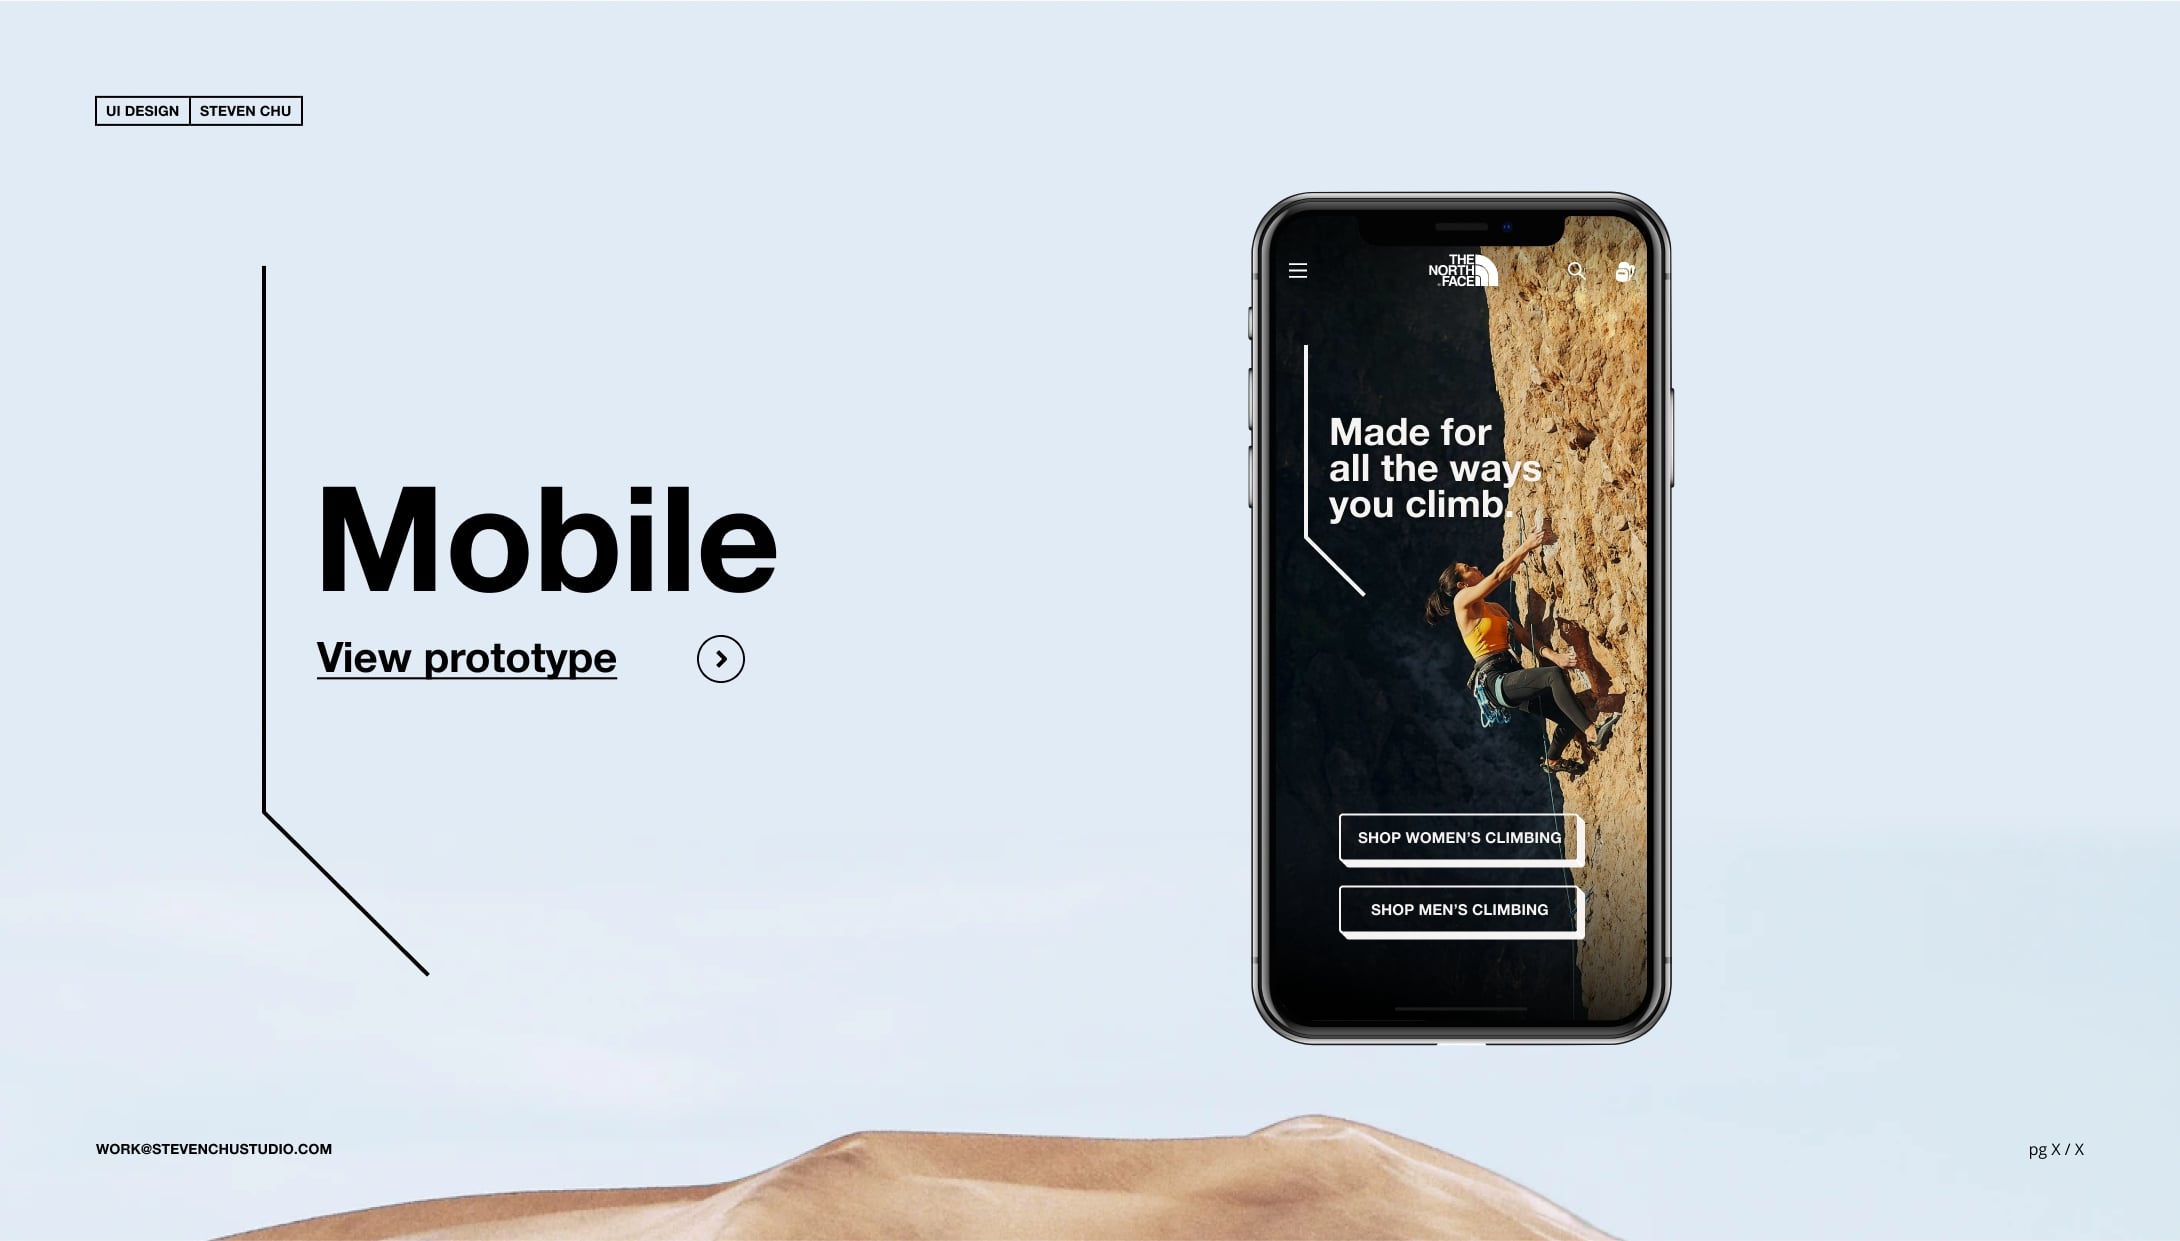 UI DESIGN STEVEN CHU
Mobile
View prototype
THE
NORTH
FACE
Made for
all the ways
you climb.
SHOP WOMEN’S CLIMBING
SHOP MEN’S CLIMBING
WORK@STEVENCHUSTUDIO.COM
pg X / X